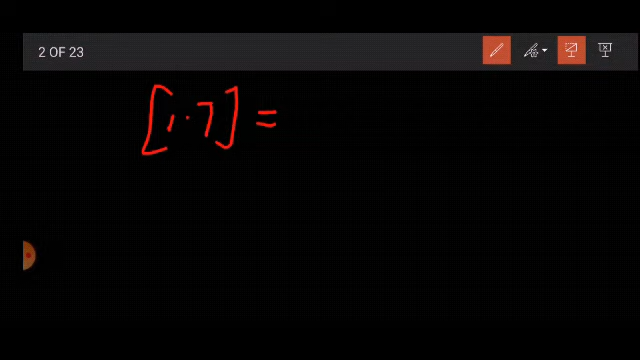 2 OF 23
[1.7] =